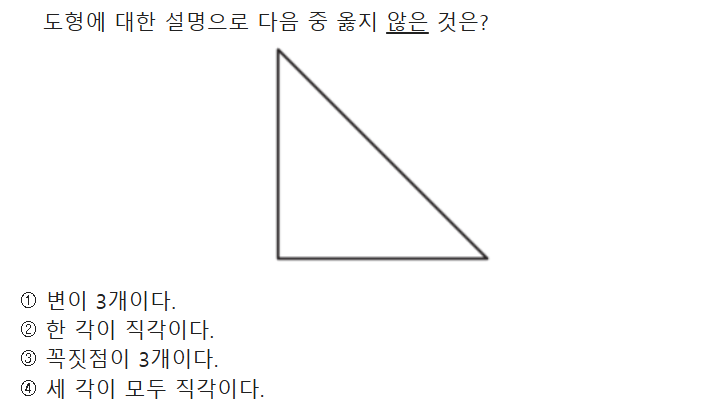 도형에 대한 설명으로 다음 중 옳지 않은 것은?
① 변이 3개이다.
② 한 각이 직각이다.
③ 꼭짓점이 3개이다.
④ 세 각이 모두 직각이다.